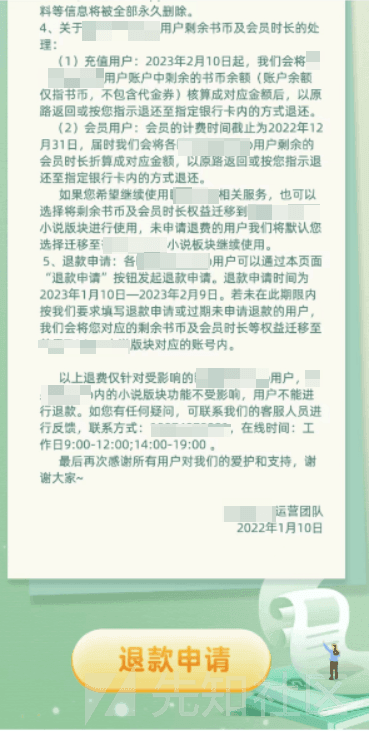 料等信息将被全部永久删除。
4、关于 用户剩余书币及会员时长的处
理：
（1）充值用户：2023年2月10日起，我们会将
用户账户中剩余的书币余额（账户余额
仅指书币，不包含代金券）核算成对应金额后，以原
路返回或按您指示退还至指定银行卡内的方式退还。
（2）会员用户：会员的计费时间截止为2022年12
月31日，届时我们会将各 用户剩余的
会员时长折算成对应金额，以原路返回或按您指示退
还至指定银行卡内的方式退还。
如果您希望继续使用 相关服务，也可以
选择将剩余书币及会员时长权益迁移到
小说版块进行使用，未申请退费的用户我们将默认您
选择迁移至 小说板块继续使用。
5、退款申请：各 用户可以通过本页面
“退款申请”按钮发起退款申请。退款申请时间为
2023年1月10日—2023年2月9日。若未在此期限内
按我们要求填写退款申请或过期未申请退款的用户，
我们会将您对应的剩余书币及会员时长等权益迁移至
版块对应的账号内。
以上退费仅针对受影响的 用户，
内的小说版块功能不受影响，用户不能进
行退款。如您有任何疑问，可联系我们的客服人员进
行反馈，联系方式： ，在线时间：工
作日9:00-12:00;14:00-19:00 。
最后再次感谢所有用户对我们的爱护和支持，谢
谢大家~
运营团队
2022年1月10日
退款申请
先知社区